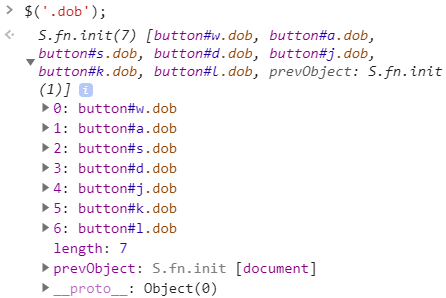 > $('.dob');
S.fn.init(7) [button#w.dob, button#a.dob,
button#s.dob, button#d.dob, button#j.dob,
button#k.dob, button#l.dob, prevObject: S.fn.init
(1)] i
0: button#w.dob
1: button#a.dob
2: button#s.dob
3: button#d.dob
4: button#j.dob
5: button#k.dob
6: button#l.dob
length: 7
prevObject: S.fn.init [document]
__proto__: Object(0)